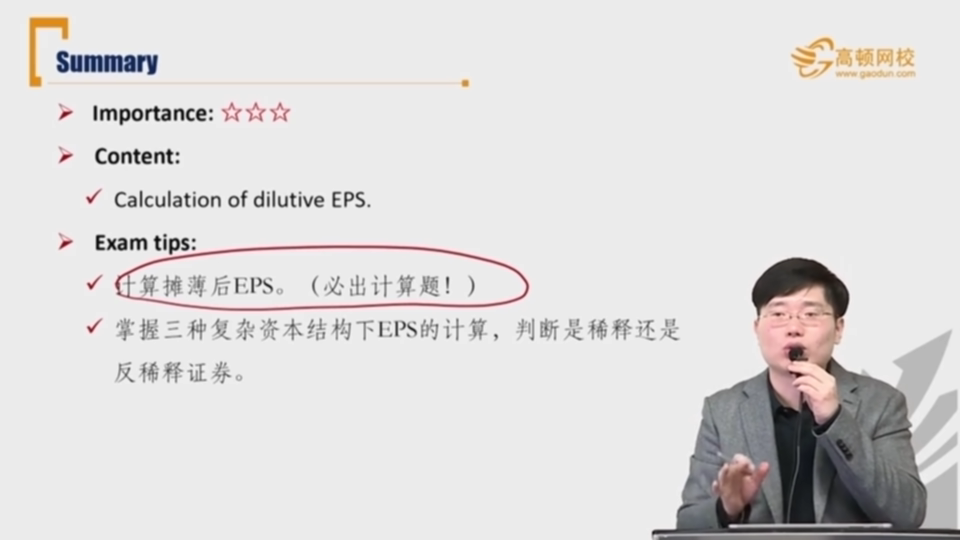 Summary
高顿网校
www.gaodun.com
Importance: ☆☆☆
Content:
Calculation of dilutive EPS.
Exam tips:
计算摊薄后EPS。（必出计算题！）
掌握三种复杂资本结构下EPS的计算，判断是稀释还是
反稀释证券。